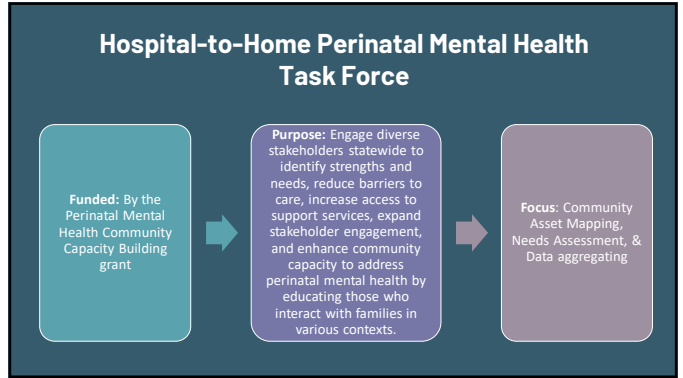 Hospital-to-Home Perinatal Mental Health
Task Force
Funded: By the
Perinatal Mental
Health Community
Capacity Building
grant
Purpose: Engage diverse
stakeholders statewide to
identify strengths and
needs, reduce barriers to
care, increase access to
support services, expand
stakeholder engagement,
and enhance community
capacity to address
perinatal mental health by
educating those who
interact with families in
various contexts.
Focus: Community
Asset Mapping,
Needs Assessment, &
Data aggregating